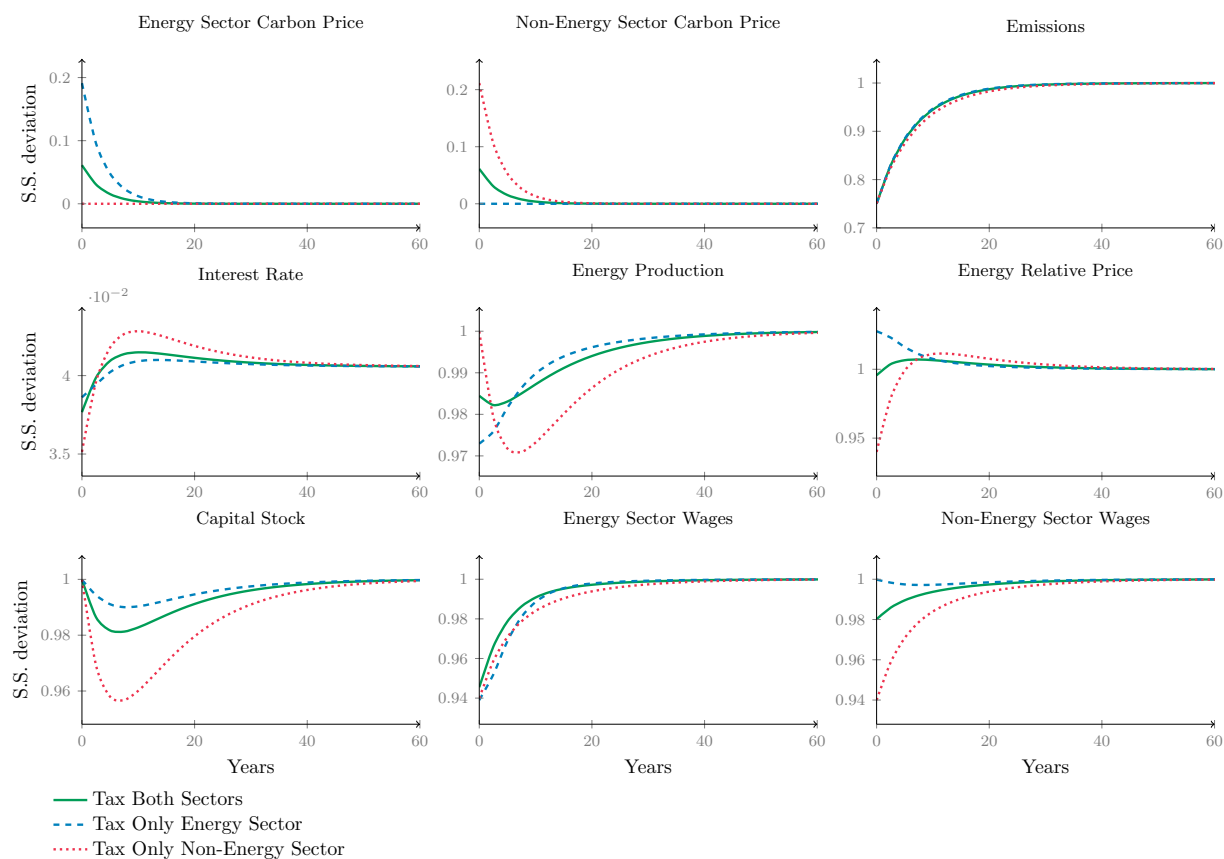 Energy Sector Carbon Price
Non-Energy Sector Carbon Price
Emissions
S.S. deviation
0.2
0.1
0
0 20 40 60
0.2
0.1
0
0 20 40 60
1
0.9
0.8
0.7
0 20 40 60
Interest Rate
Energy Production
Energy Relative Price
S.S. deviation
·10⁻²
4
3.5
0 20 40 60
1
0.99
0.98
0.97
0 20 40 60
1
0.95
0 20 40 60
Capital Stock
Energy Sector Wages
Non-Energy Sector Wages
S.S. deviation
1
0.98
0.96
0 20 40 60
Years
1
0.98
0.96
0.94
0 20 40 60
Years
1
0.98
0.96
0.94
0 20 40 60
Years
Tax Both Sectors
Tax Only Energy Sector
Tax Only Non-Energy Sector